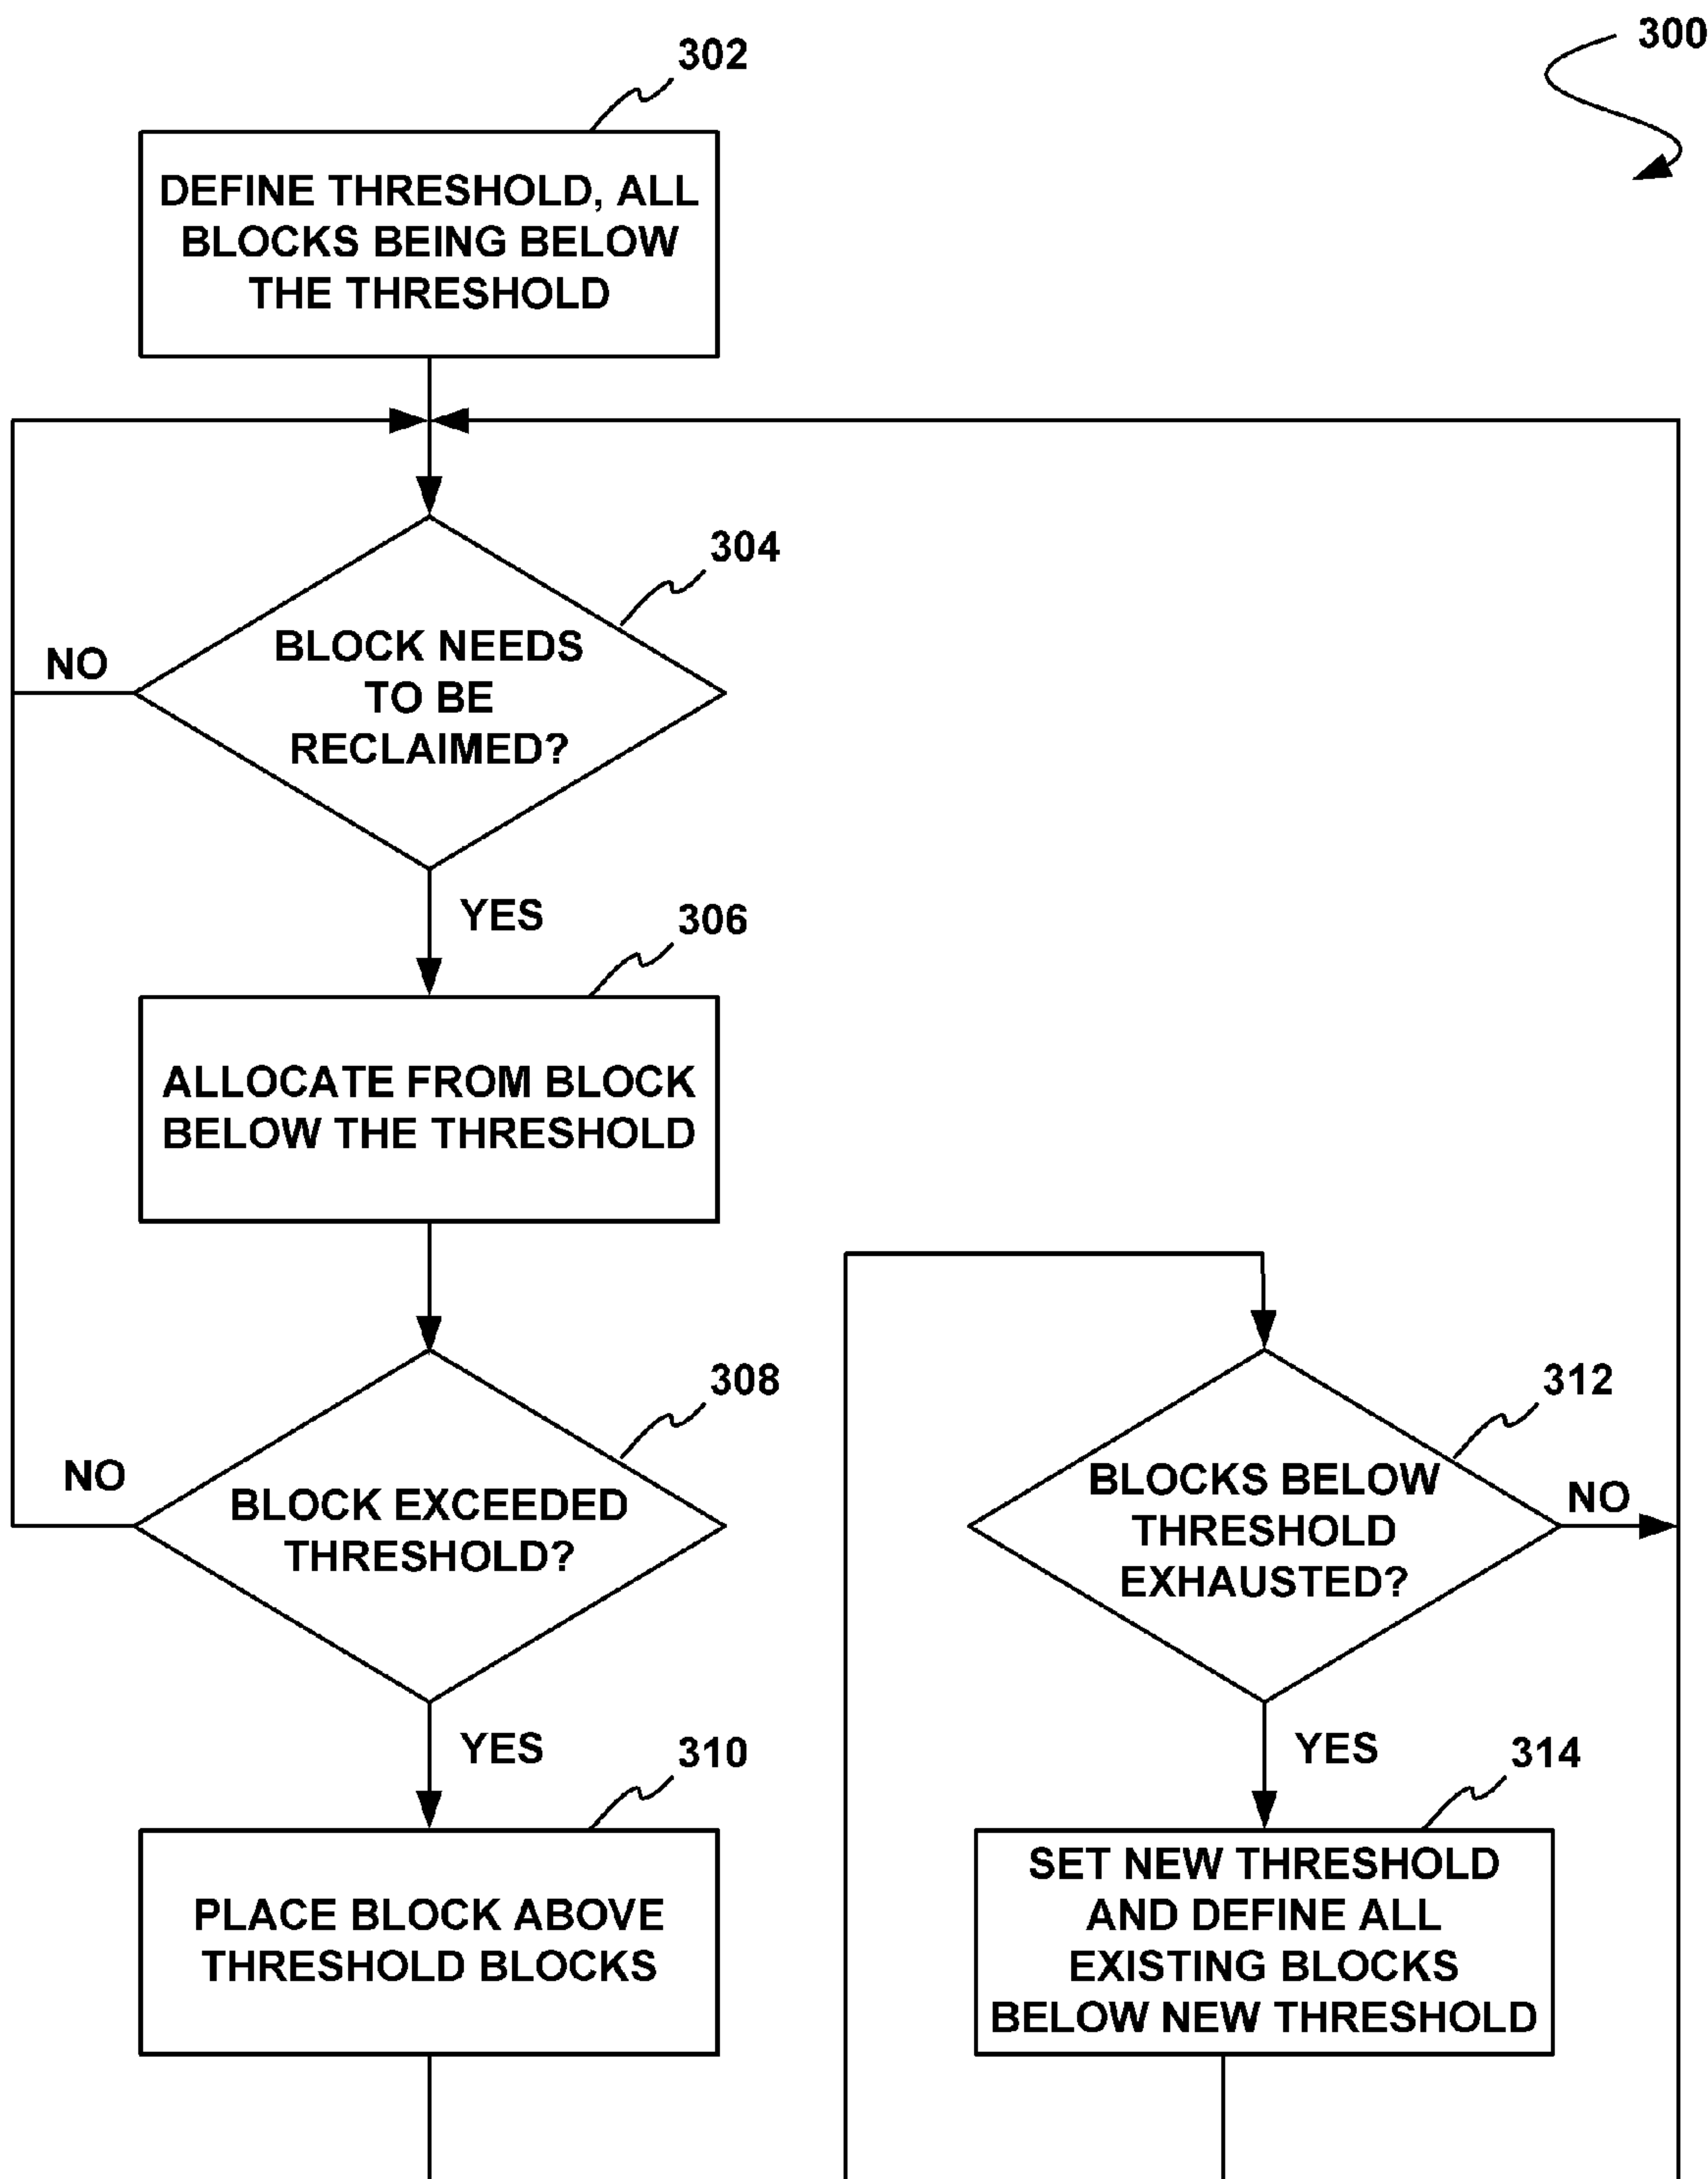 300
302
DEFINE THRESHOLD, ALL
BLOCKS BEING BELOW
THE THRESHOLD
304
BLOCK NEEDS
TO BE
RECLAIMED?
NO
YES
306
ALLOCATE FROM BLOCK
BELOW THE THRESHOLD
308
BLOCK EXCEEDED
THRESHOLD?
NO
YES
310
PLACE BLOCK ABOVE
THRESHOLD BLOCKS
312
BLOCKS BELOW
THRESHOLD
EXHAUSTED?
NO
YES
314
SET NEW THRESHOLD
AND DEFINE ALL
EXISTING BLOCKS
BELOW NEW THRESHOLD